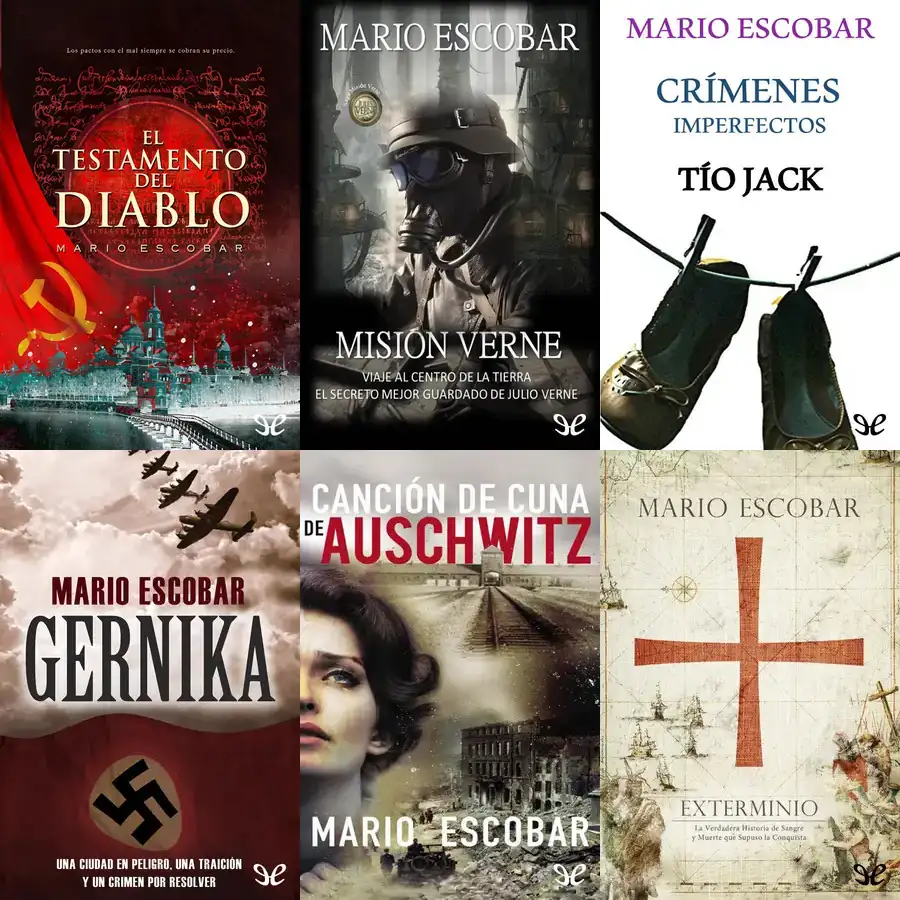 Los pactos con el mal siempre se cobran su precio.
EL
TESTAMENTO
DEL
DIABLO
MARIO ESCOBAR
MARIO ESCOBAR
MISIÓN VERNE
VIAJE AL CENTRO DE LA TIERRA
EL SECRETO MEJOR GUARDADO DE JULIO VERNE
MARIO ESCOBAR
CRÍMENES
IMPERFECTOS
TÍO JACK
MARIO ESCOBAR
GERNIKA
UNA CIUDAD EN PELIGRO, UNA TRAICIÓN
Y UN CRIMEN POR RESOLVER
CANCIÓN DE CUNA
DE AUSCHWITZ
MARIO ESCOBAR
MARIO ESCOBAR
EXTERMINIO
La Verdadera Historia de Sangre
y Muerte que Supuso la Conquista